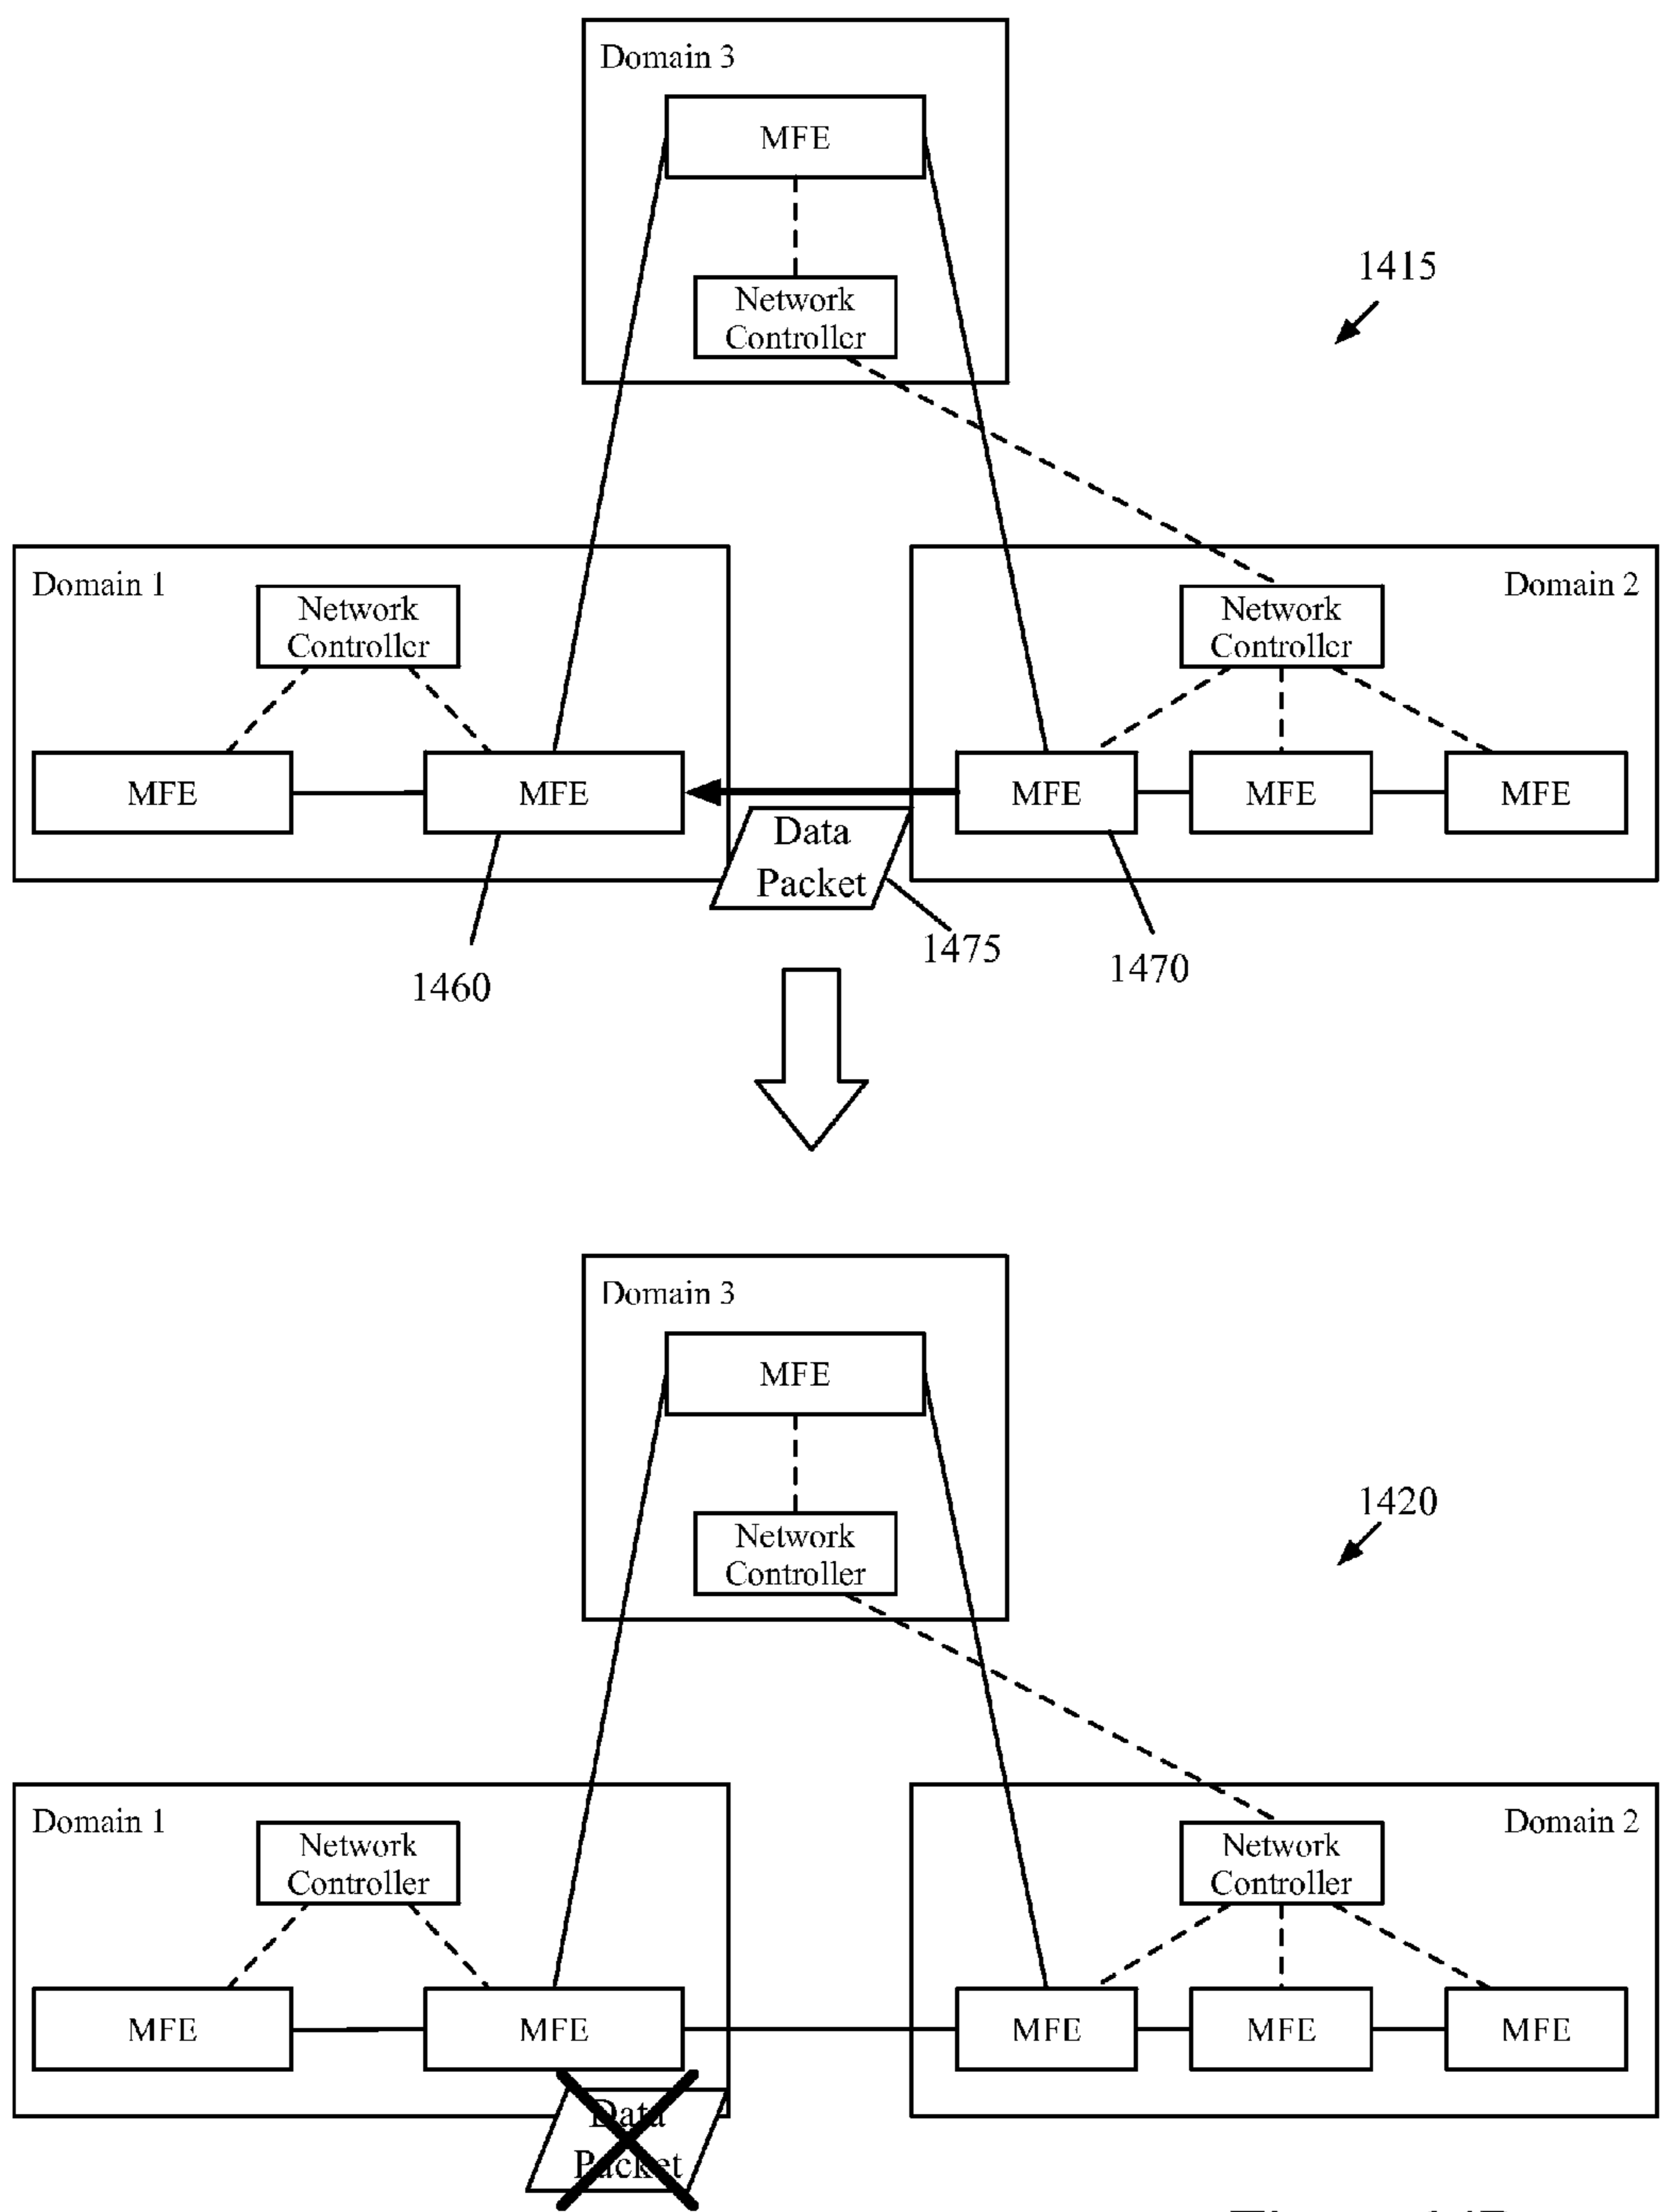 Domain 3
MFE
Network
Controller
1415
Domain 1
Network
Controller
Domain 2
Network
Controller
MFE
MFE
MFE
MFE
MFE
Data
Packet
1475
1470
1460
Domain 3
MFE
Network
Controller
1420
Domain 1
Network
Controller
Domain 2
Network
Controller
MFE
MFE
MFE
MFE
MFE
Data
Packet